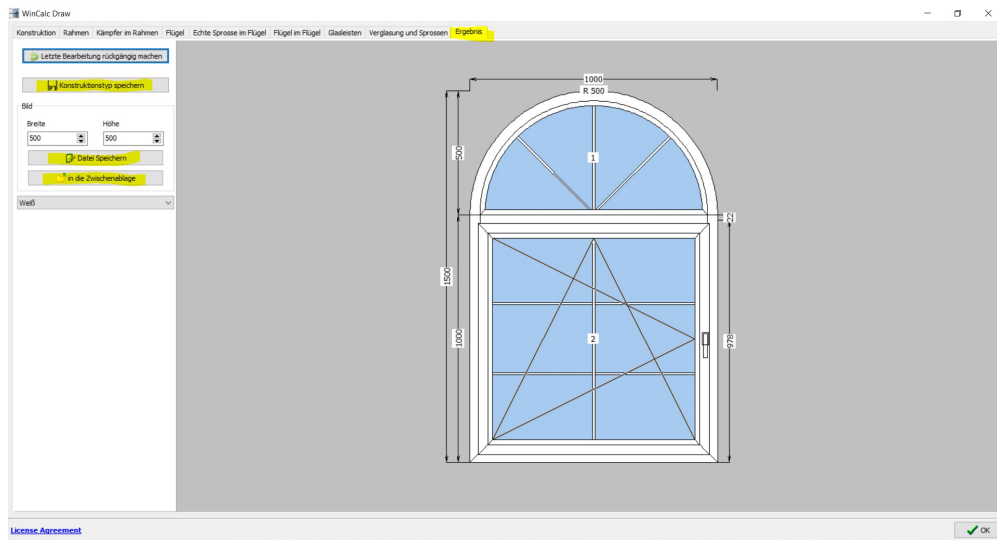 WinCalc Draw
Konstruktion Rahmen Kämpfer im Rahmen Flügel Echte Sprosse im Flügel Flügel im Flügel Glasleisten Verglasung und Sprossen Ergebnis
Letzte Bearbeitung rückgängig machen
Konstruktionstyp speichern
Bild
Breite Höhe
500 500
Datei Speichern
in die Zwischenablage
Weiß
1000
R 500
500
1
22
1500
1000
2
978
License Agreement
OK